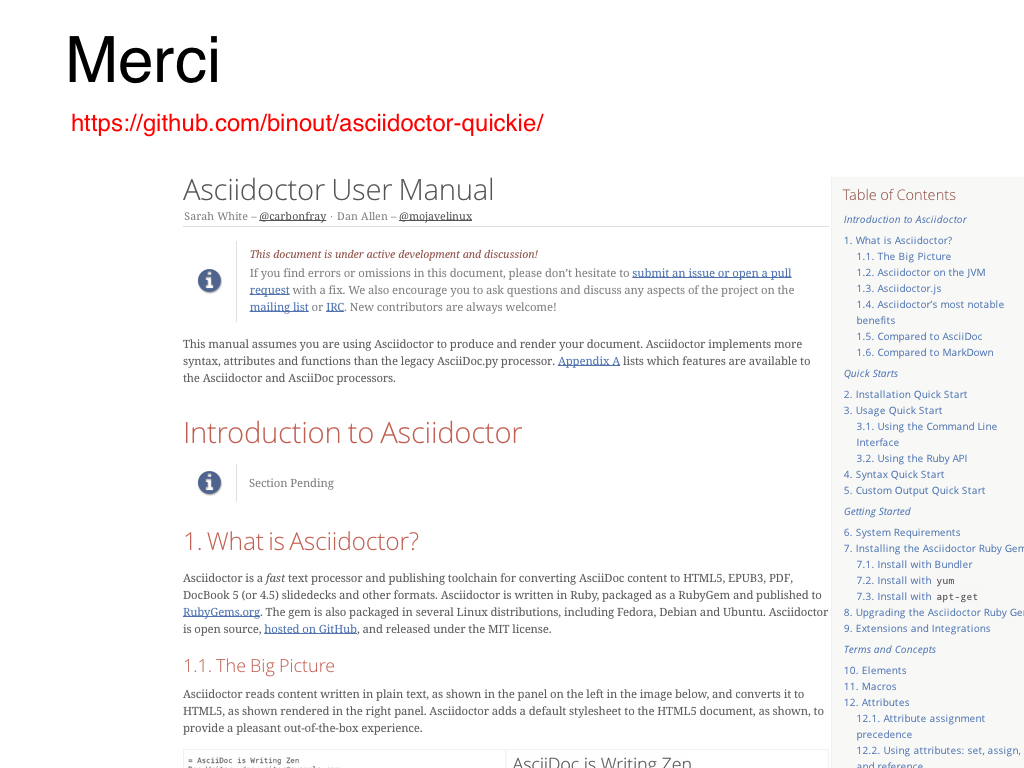 Merci
https://github.com/binout/asciidoctor-quickie/
Asciidoctor User Manual
Sarah White – @carbonfray · Dan Allen – @mojavelinux
This document is under active development and discussion!
If you find errors or omissions in this document, please don't hesitate to submit an issue or open a pull
request with a fix. We also encourage you to ask questions and discuss any aspects of the project on the
mailing list or IRC. New contributors are always welcome!
This manual assumes you are using Asciidoctor to produce and render your document. Asciidoctor implements more
syntax, attributes and functions than the legacy AsciiDoc.py processor. Appendix A lists which features are available to
the Asciidoctor and AsciiDoc processors.
Introduction to Asciidoctor
Section Pending
1. What is Asciidoctor?
Asciidoctor is a fast text processor and publishing toolchain for converting AsciiDoc content to HTML5, EPUB3, PDF,
DocBook 5 (or 4.5) slidedecks and other formats. Asciidoctor is written in Ruby, packaged as a RubyGem and published to
RubyGems.org. The gem is also packaged in several Linux distributions, including Fedora, Debian and Ubuntu. Asciidoctor
is open source, hosted on GitHub, and released under the MIT license.
1.1. The Big Picture
Asciidoctor reads content written in plain text, as shown in the panel on the left in the image below, and converts it to
HTML5, as shown rendered in the right panel. Asciidoctor adds a default stylesheet to the HTML5 document, as shown, to
provide a pleasant out-of-the-box experience.
= AsciiDoc is Writing Zen
AsciiDoc is Writing Zen
Table of Contents
Introduction to Asciidoctor
1. What is Asciidoctor?
1.1. The Big Picture
1.2. Asciidoctor on the JVM
1.3. Asciidoctor.js
1.4. Asciidoctor's most notable
benefits
1.5. Compared to AsciiDoc
1.6. Compared to MarkDown
Quick Starts
2. Installation Quick Start
3. Usage Quick Start
3.1. Using the Command Line
Interface
3.2. Using the Ruby API
4. Syntax Quick Start
5. Custom Output Quick Start
Getting Started
6. System Requirements
7. Installing the Asciidoctor Ruby Gem
7.1. Install with Bundler
7.2. Install with yum
7.3. Install with apt-get
8. Upgrading the Asciidoctor Ruby Ge
9. Extensions and Integrations
Terms and Concepts
10. Elements
11. Macros
12. Attributes
12.1. Attribute assignment
precedence
12.2. Using attributes: set, assign,
and reference